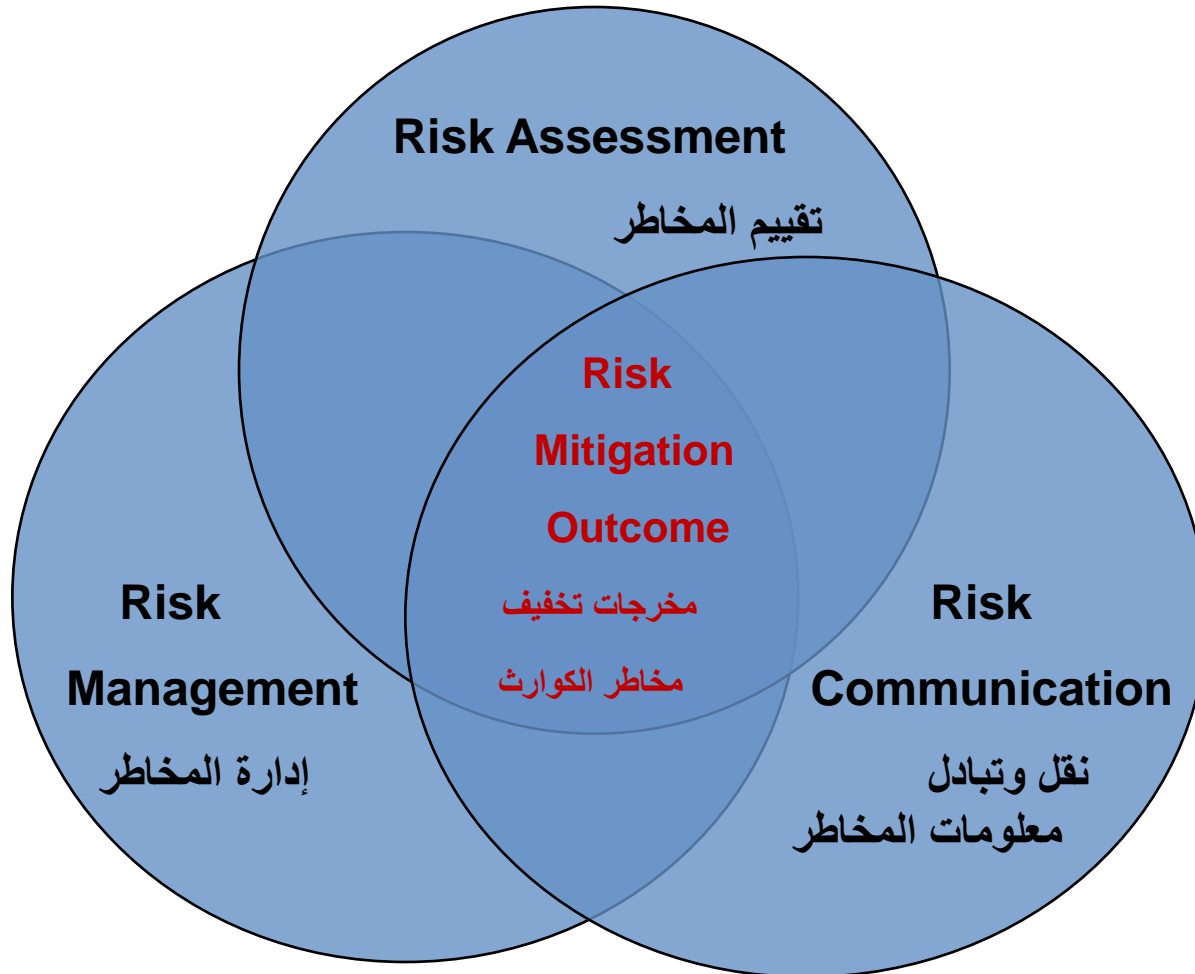 Risk Assessment
تقييم المخاطر
Risk
Mitigation
Outcome
مخرجات تخفيف
مخاطر الكوارث
Risk
Management
إدارة المخاطر
Risk
Communication
نقل وتبادل
معلومات المخاطر